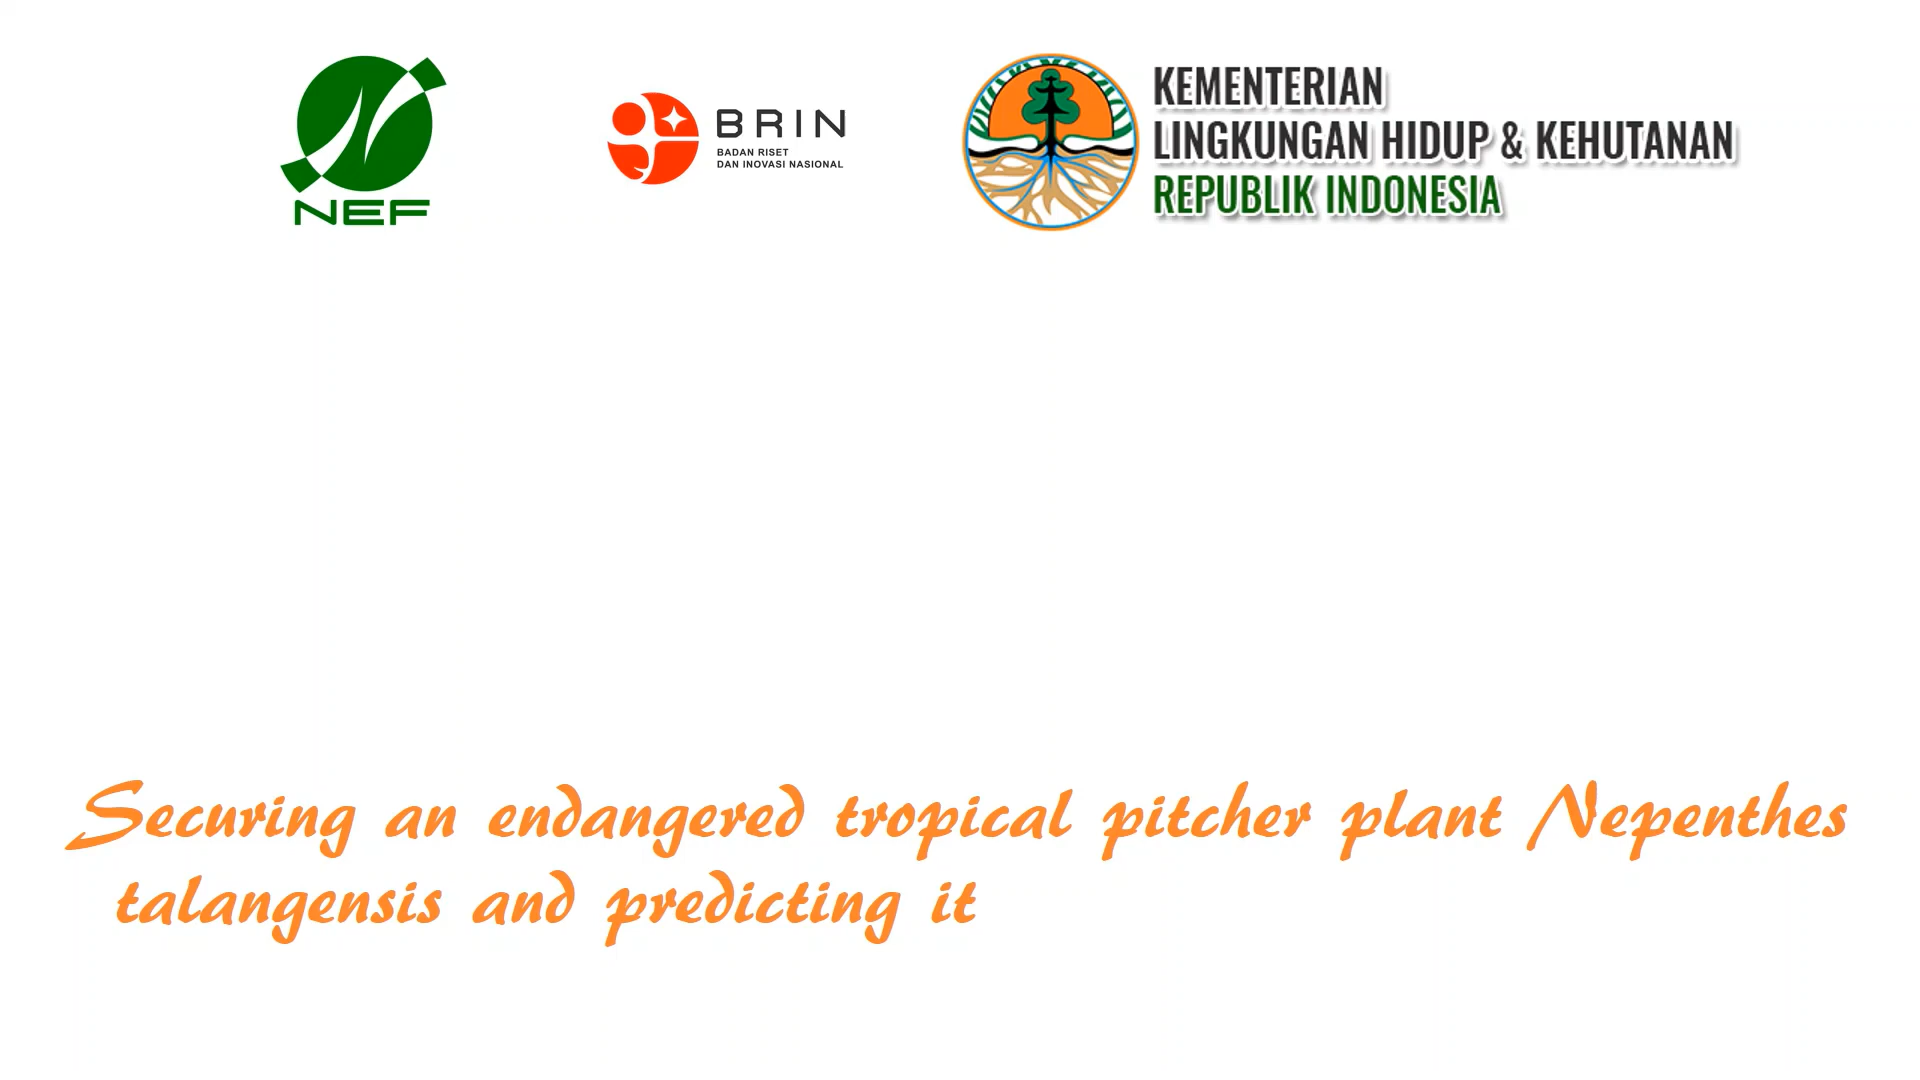 NEF
BRIN
BADAN RISET
DAN INOVASI NASIONAL
KEMENTERIAN
LINGKUNGAN HIDUP & KEHUTANAN
REPUBLIK INDONESIA
Securing an endangered tropical pitcher plant Nepenthes
talangensis and predicting it